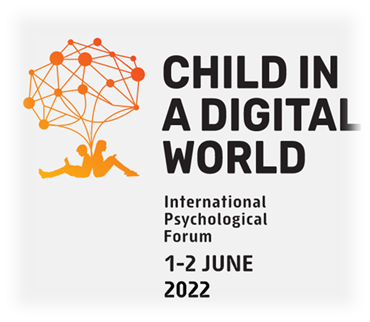 CHILD IN
A DIGITAL
WORLD
International
Psychological
Forum
1-2 JUNE
2022